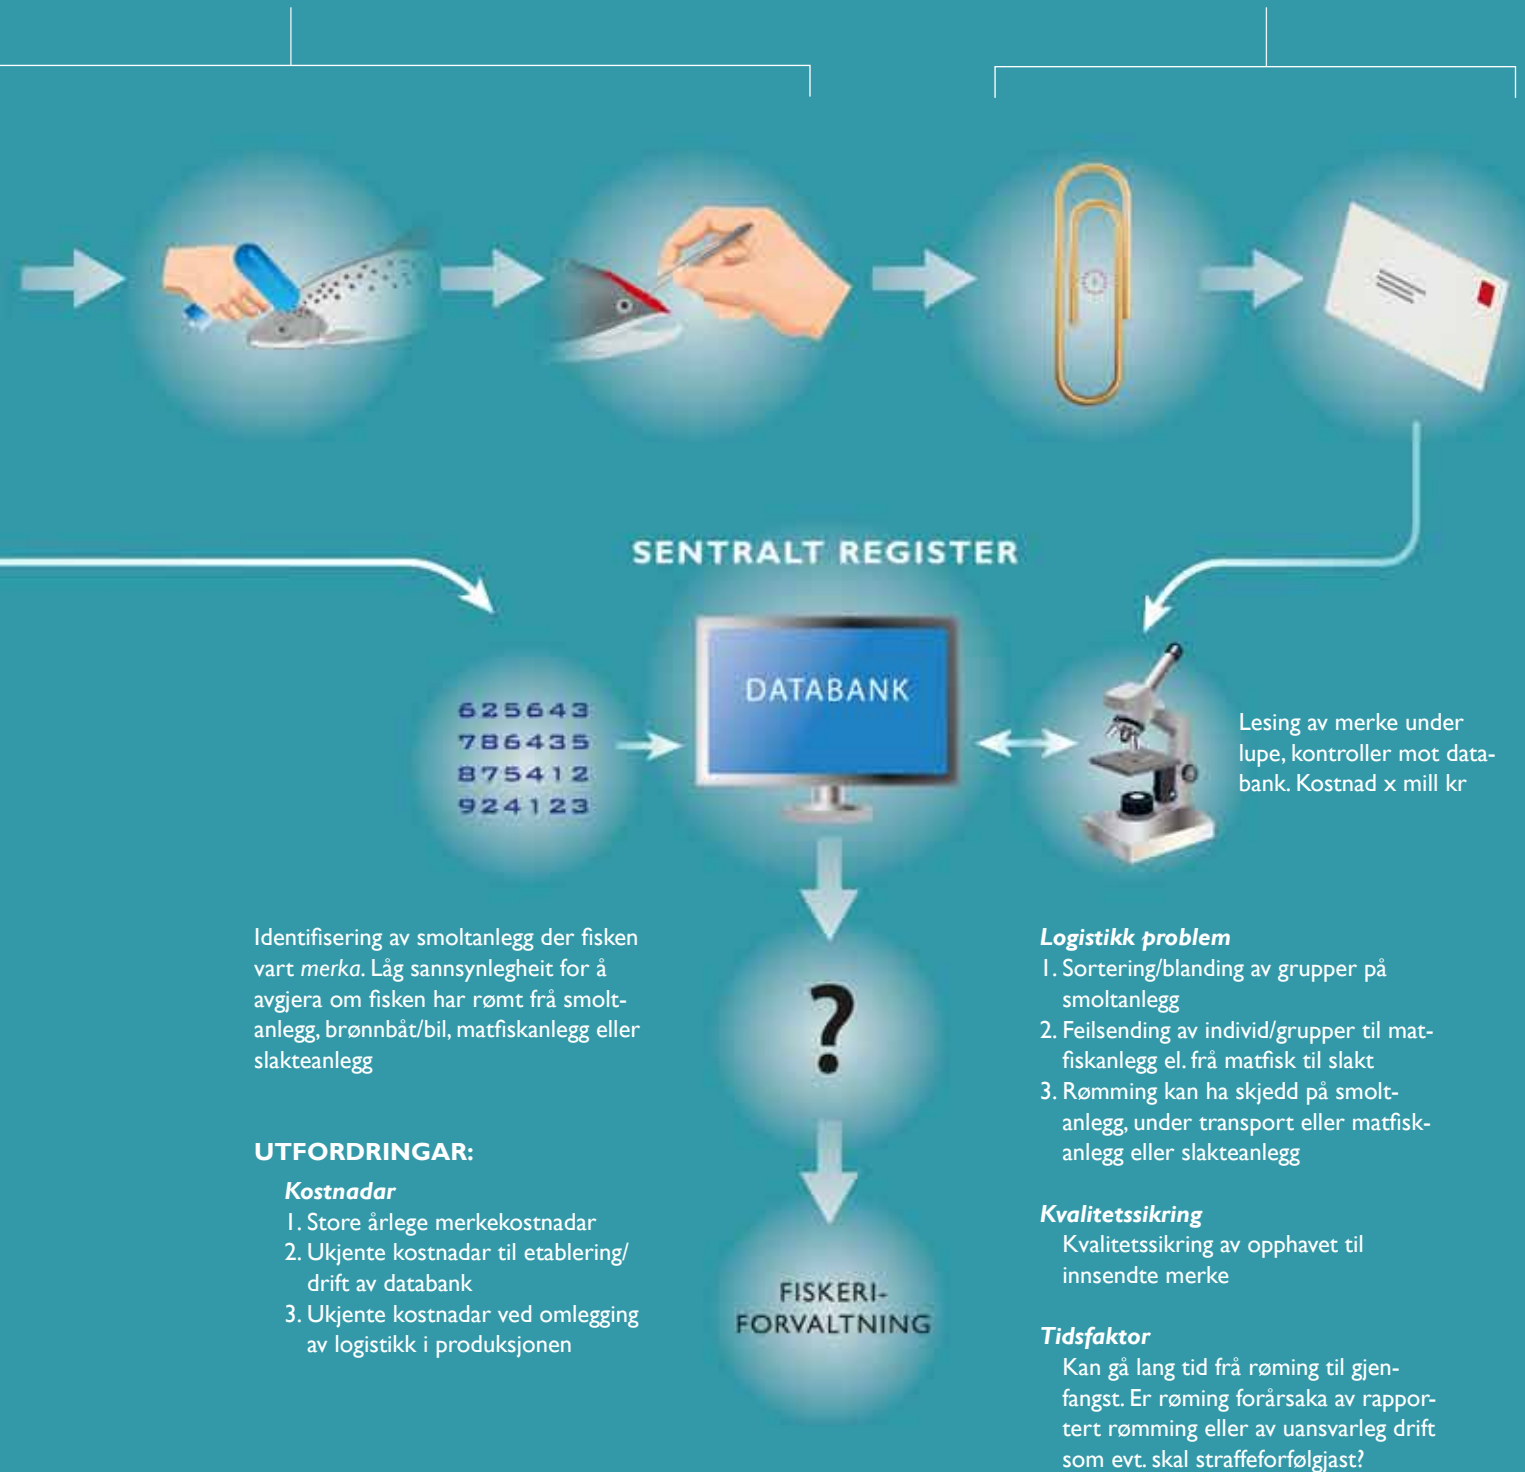 SENTRALT REGISTER
625643
786435
875412
924123
DATABANK
Lesing av merke under
lupe, kontroller mot data-
bank. Kostnad x mill kr
Identifisering av smoltanlegg der fisken
vart merka. Låg sannsynlegheit for å
avgjera om fisken har rømt frå smolt-
anlegg, brønnbåt/bil, matfiskanlegg eller
slakteanlegg
UTFORDRINGAR:
Kostnadar
1. Store årlege merkekostnadar
2. Ukjente kostnadar til etablering/
drift av databank
3. Ukjente kostnadar ved omlegging
av logistikk i produksjonen
?
FISKERI-
FORVALTNING
Logistikk problem
1. Sortering/blanding av grupper på
smoltanlegg
2. Feilsending av individ/grupper til mat-
fiskanlegg el. frå matfisk til slakt
3. Rømming kan ha skjedd på smolt-
anlegg, under transport eller matfisk-
anlegg eller slakteanlegg
Kvalitetssikring
Kvalitetssikring av opphavet til
innsendte merke
Tidsfaktor
Kan gå lang tid frå røming til gjen-
fangst. Er røming forårsaka av rappor-
tert rømming eller av uansvarleg drift
som evt. skal straffeforfølgjast?